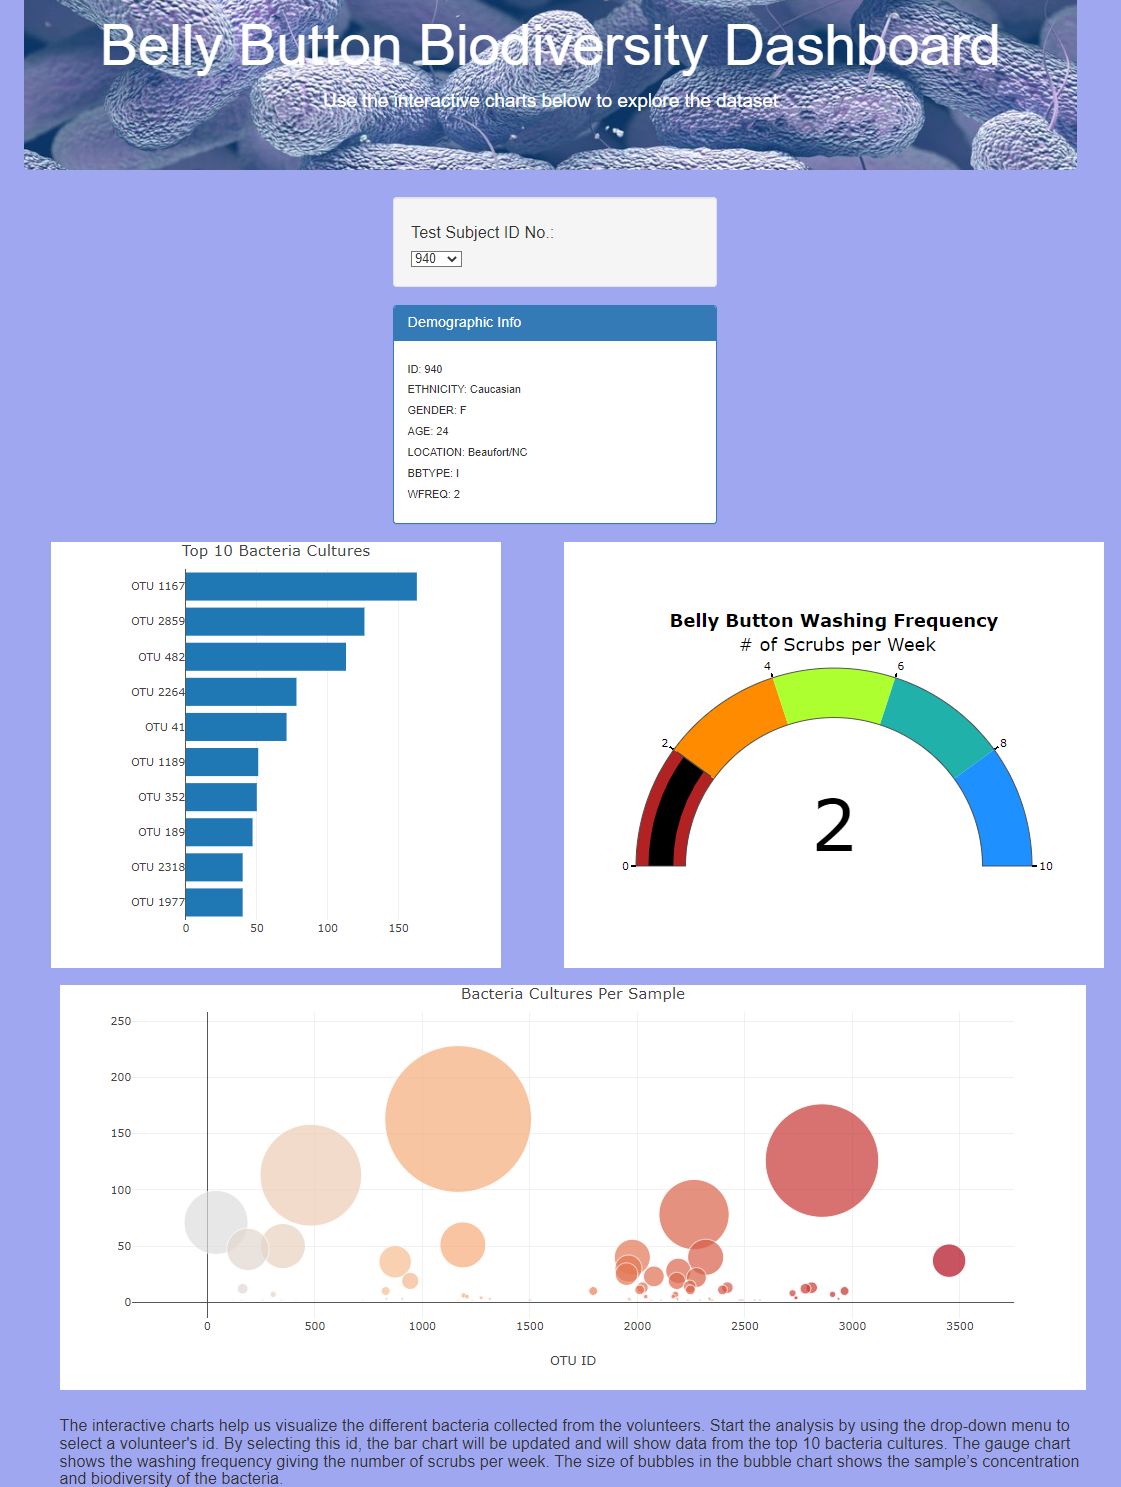 Belly Button Biodiversity Dashboard
Use the interactive charts below to explore the dataset
Test Subject ID No.:
940
Demographic Info
ID: 940
ETHNICITY: Caucasian
GENDER: F
AGE: 24
LOCATION: Beaufort/NC
BBTYPE: I
WFREQ: 2
Top 10 Bacteria Cultures
OTU 1167
OTU 2859
OTU 482
OTU 2264
OTU 41
OTU 1189
OTU 352
OTU 189
OTU 2318
OTU 1977
0 50 100 150
Belly Button Washing Frequency
# of Scrubs per Week
4 6
2 8
2
0 10
Bacteria Cultures Per Sample
250
200
150
100
50
0
0 500 1000 1500 2000 2500 3000 3500
OTU ID
The interactive charts help us visualize the different bacteria collected from the volunteers. Start the analysis by using the drop-down menu to
select a volunteer's id. By selecting this id, the bar chart will be updated and will show data from the top 10 bacteria cultures. The gauge chart
shows the washing frequency giving the number of scrubs per week. The size of bubbles in the bubble chart shows the sample’s concentration
and biodiversity of the bacteria.